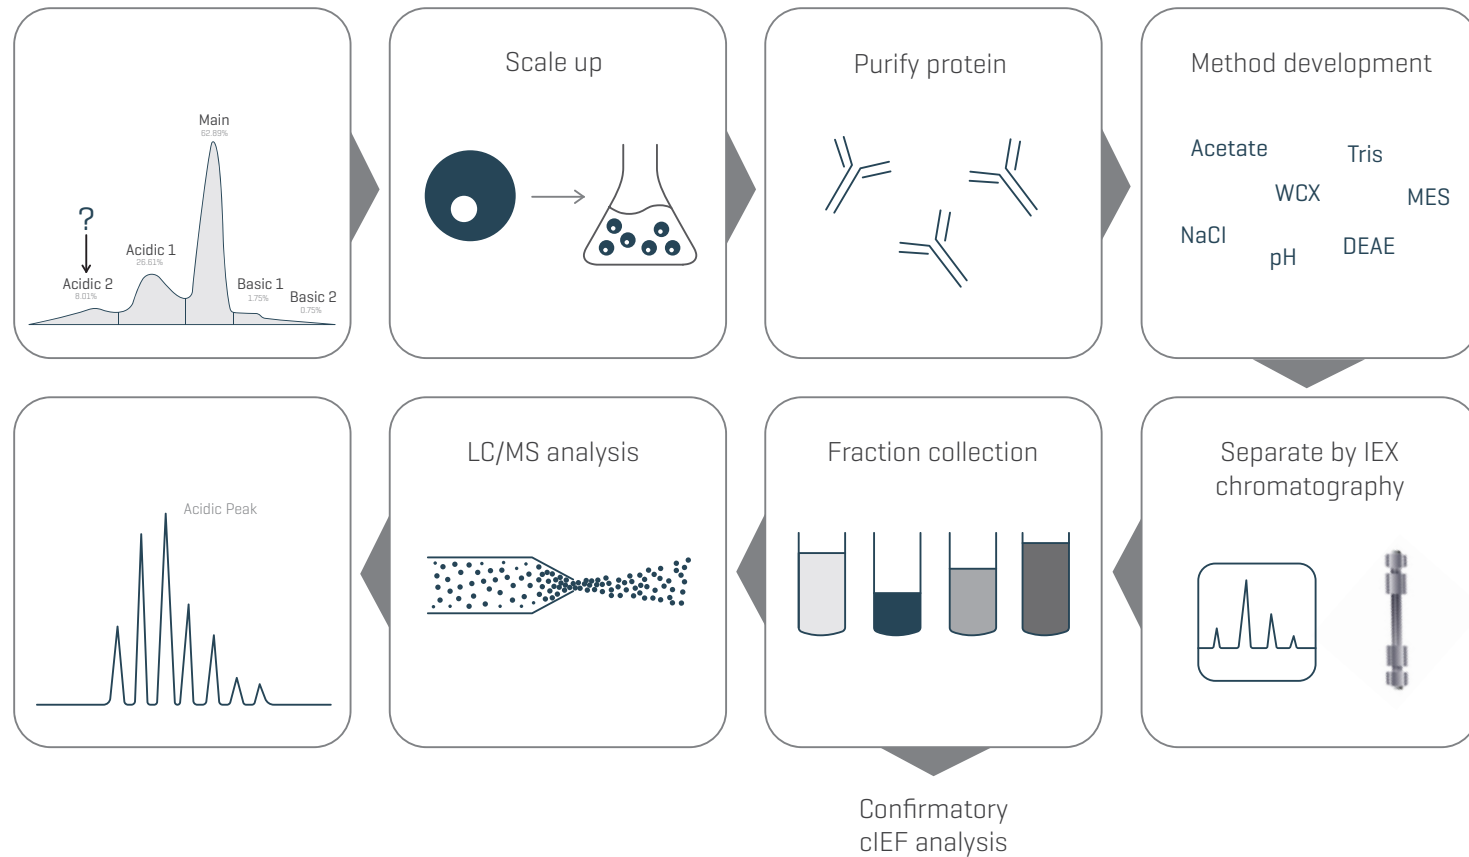 Main
62.89%
?
Acidic 1
26.61%
Acidic 2
8.01%
Basic 1
1.75%
Basic 2
0.75%
Scale up
Purify protein
Method development
Acetate
Tris
WCX
MES
NaCl
pH
DEAE
Separate by IEX
chromatography
Fraction collection
Confirmatory
cIEF analysis
LC/MS analysis
Acidic Peak